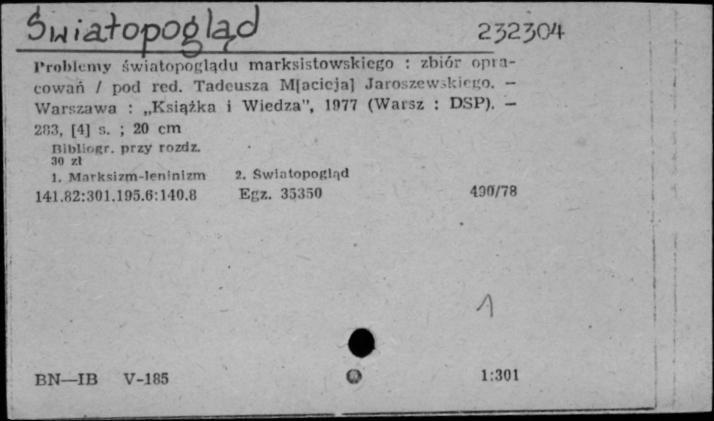 Światopogląd 232304
Problemy światopoglądu marksistowskiego : zbiór opra-
cowań / pod red. Tadeusza M[acieja] Jaroszewskiego. —
Warszawa : „Książka i Wiedza", 1977 (Warsz : DSP). —
283, [4] s. ; 20 cm
Bibliogr. przy rozdz.
30 zł
1. Marksizm-leninizm 2. Światopogląd
141.82:301.195.6:140.8 Egz. 35350 490/78
1
BN—IB V-185 1:301